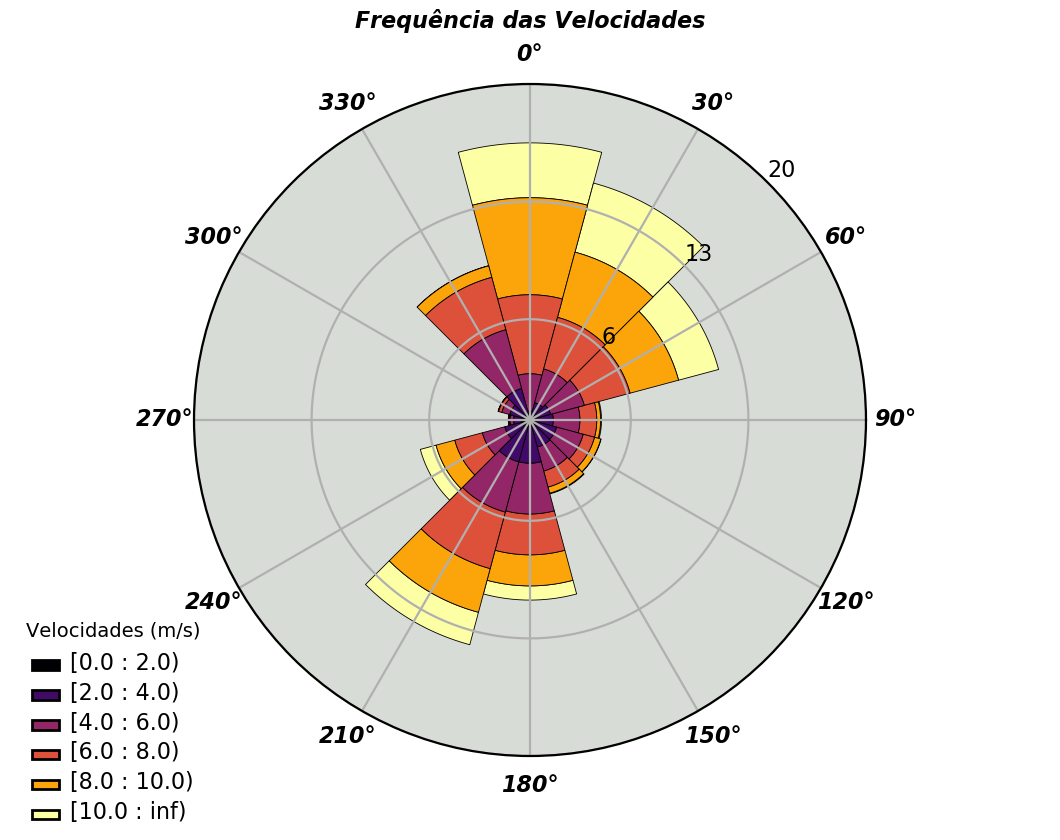 Frequência das Velocidades
0°
330°
30°
20
300°
60°
13
6
270°
90°
240°
120°
210°
150°
180°
Velocidades (m/s)
[0.0 : 2.0)
[2.0 : 4.0)
[4.0 : 6.0)
[6.0 : 8.0)
[8.0 : 10.0)
[10.0 : inf)